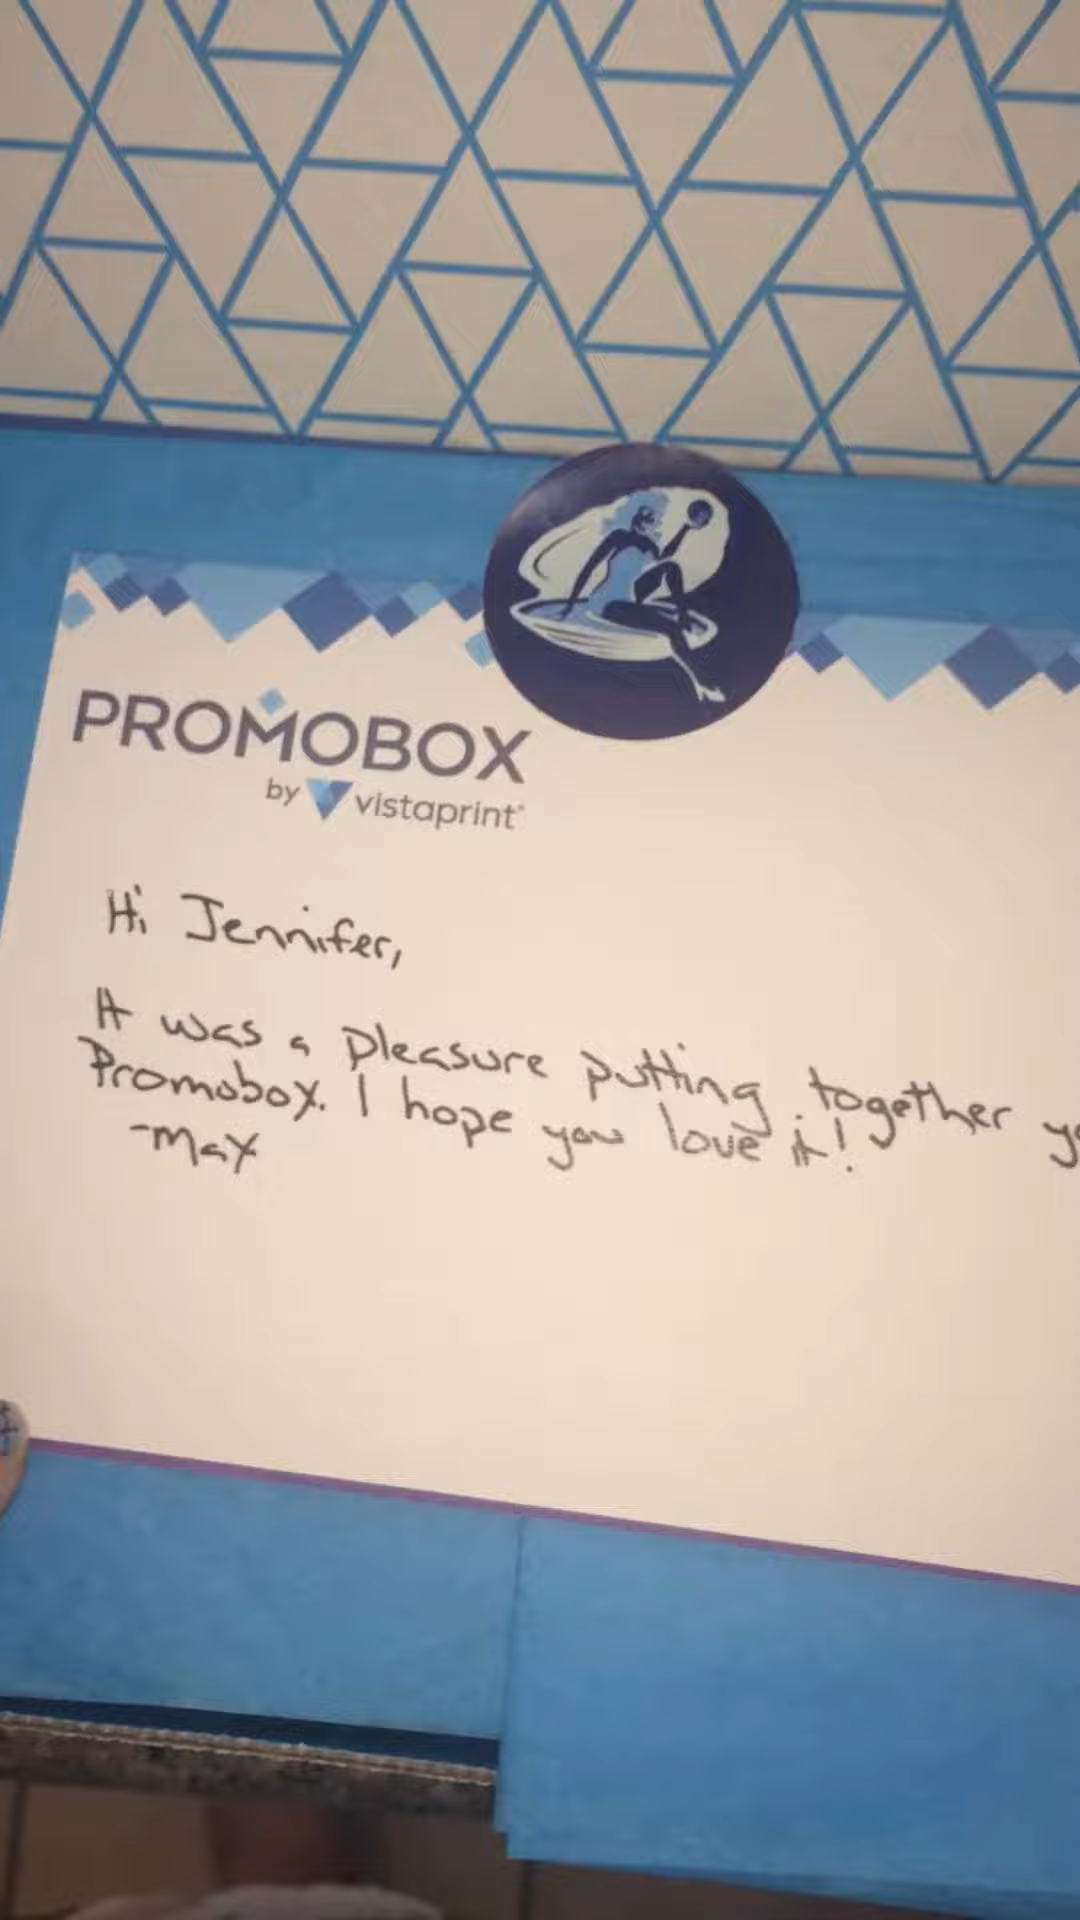 PROMOBOX
by vistaprint
Hi Jennifer,
It was a pleasure putting together
Promobox. I hope you love it!
-Max